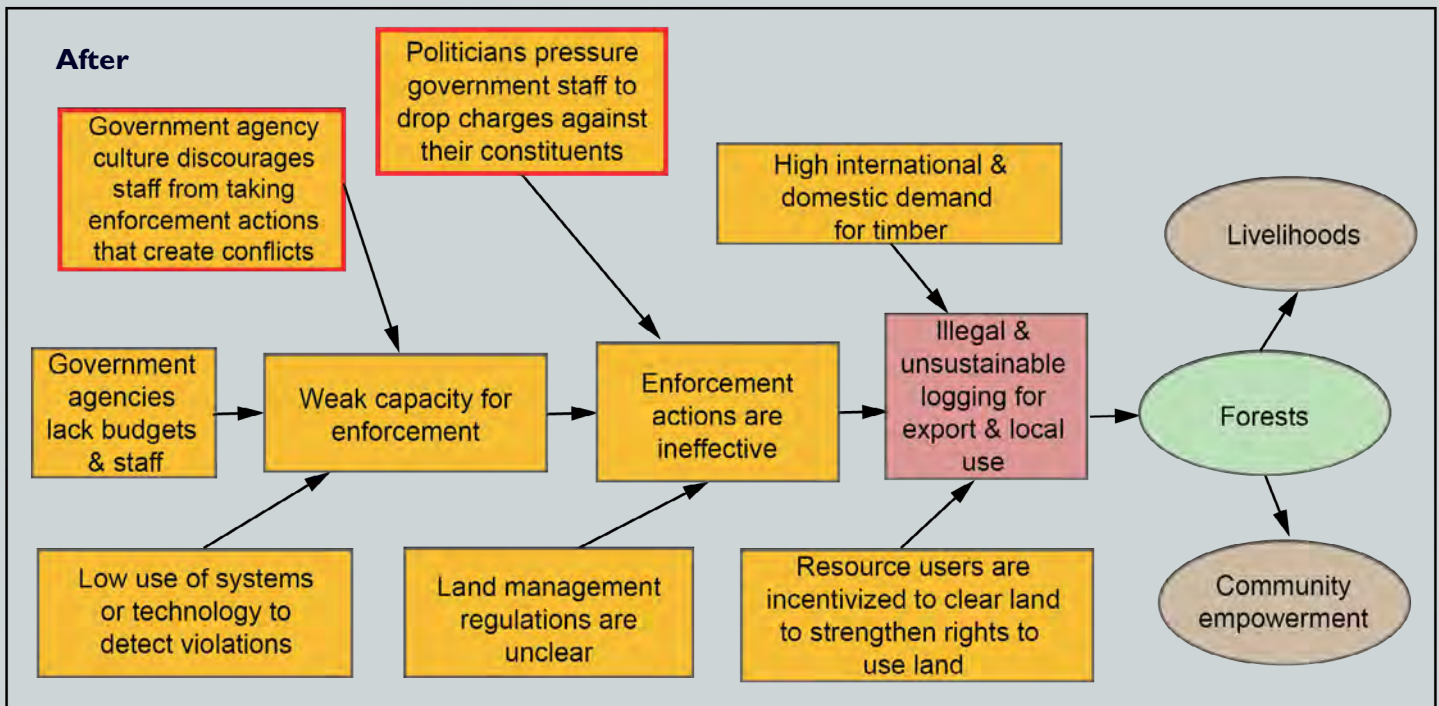 After
Government agency
culture discourages
staff from taking
enforcement actions
that create conflicts
Politicians pressure
government staff to
drop charges against
their constituents
High international &
domestic demand
for timber
Livelihoods
Government
agencies
lack budgets
& staff
Weak capacity for
enforcement
Enforcement
actions are
ineffective
Illegal &
unsustainable
logging for
export & local
use
Forests
Low use of systems
or technology to
detect violations
Land management
regulations are
unclear
Resource users are
incentivized to clear land
to strengthen rights to
use land
Community
empowerment